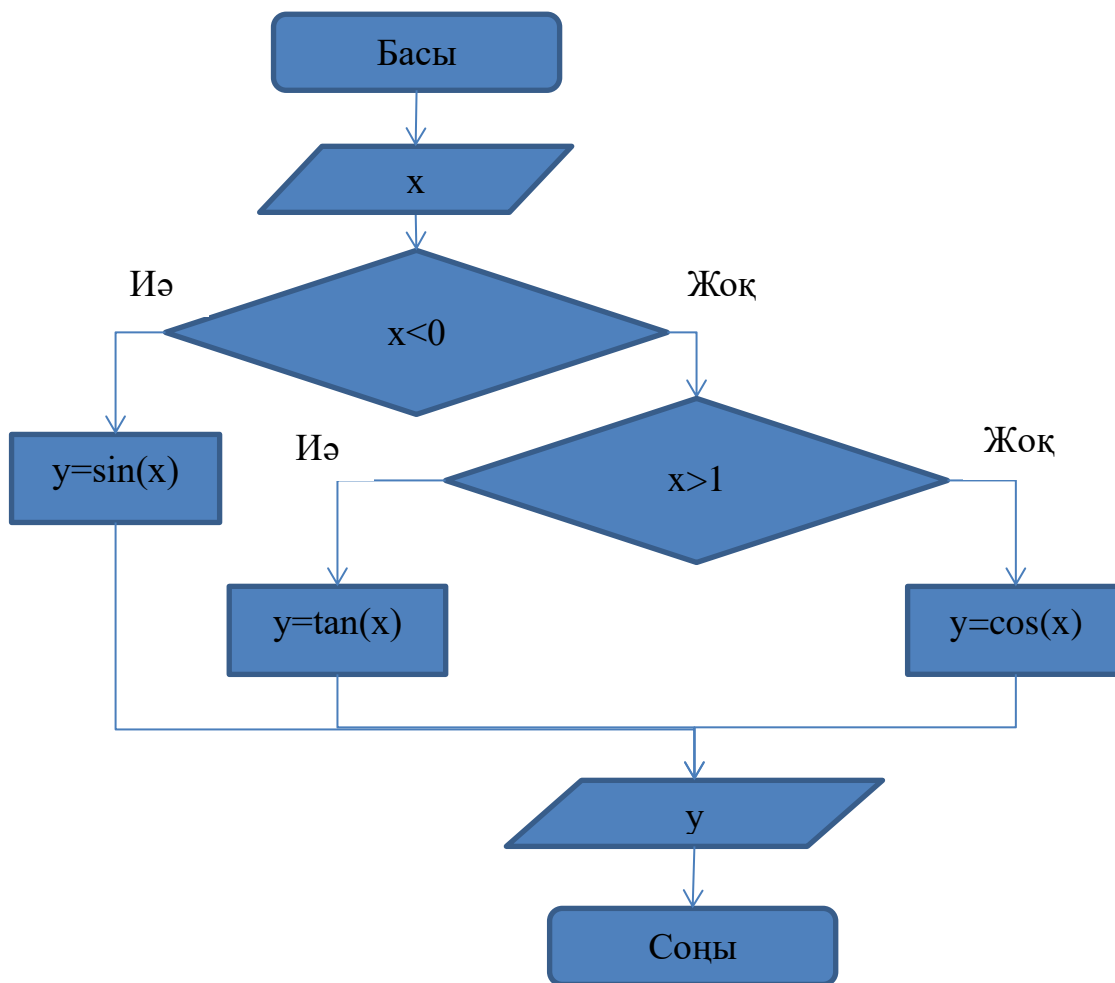 Басы
x
Иә
Жоқ
x<0
Иә
Жоқ
y=sin(x)
x>1
y=tan(x)
y=cos(x)
y
Соңы